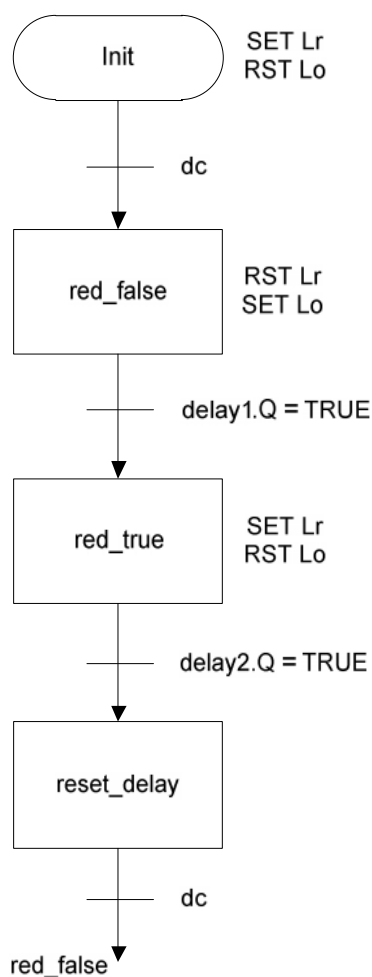 Init
SET Lr
RST Lo
dc
red_false
RST Lr
SET Lo
delay1.Q = TRUE
red_true
SET Lr
RST Lo
delay2.Q = TRUE
reset_delay
dc
red_false